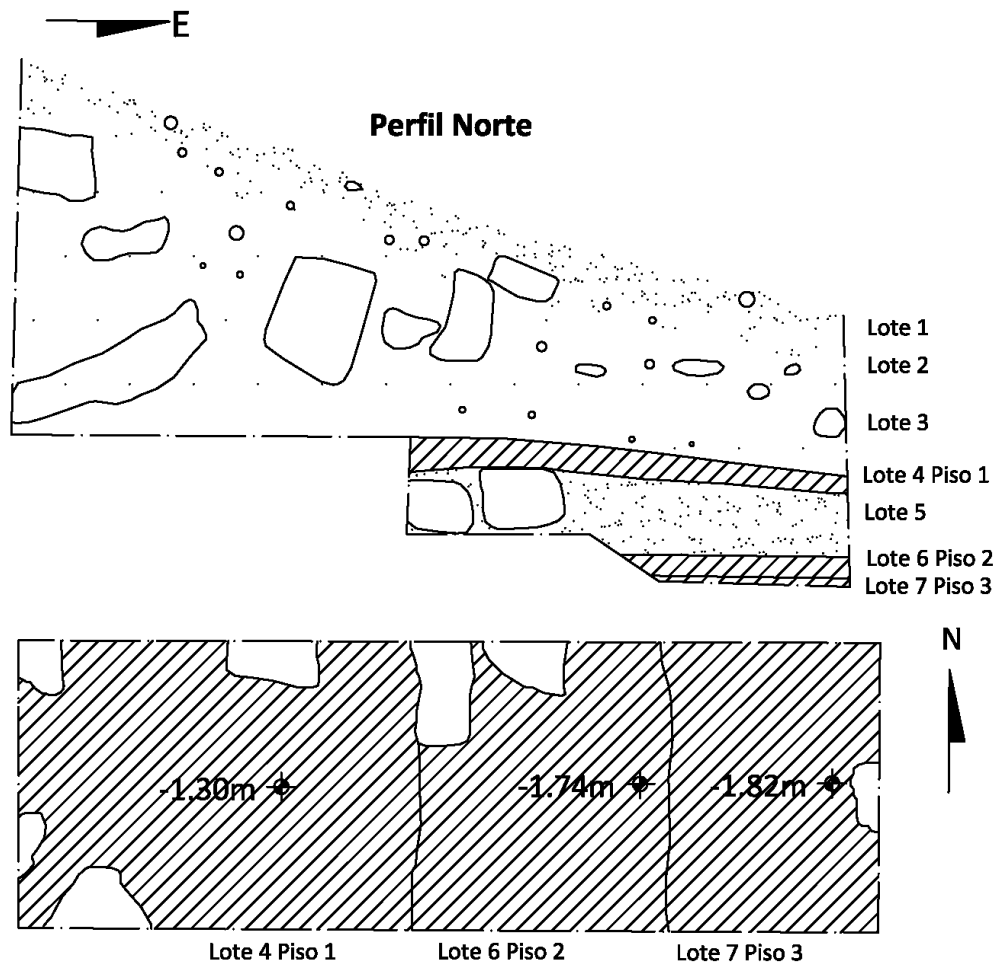 E
Perfil Norte
Lote 1
Lote 2
Lote 3
Lote 4 Piso 1
Lote 5
Lote 6 Piso 2
Lote 7 Piso 3
N
-1.30m
-1.74m
-1.82m
Lote 4 Piso 1
Lote 6 Piso 2
Lote 7 Piso 3